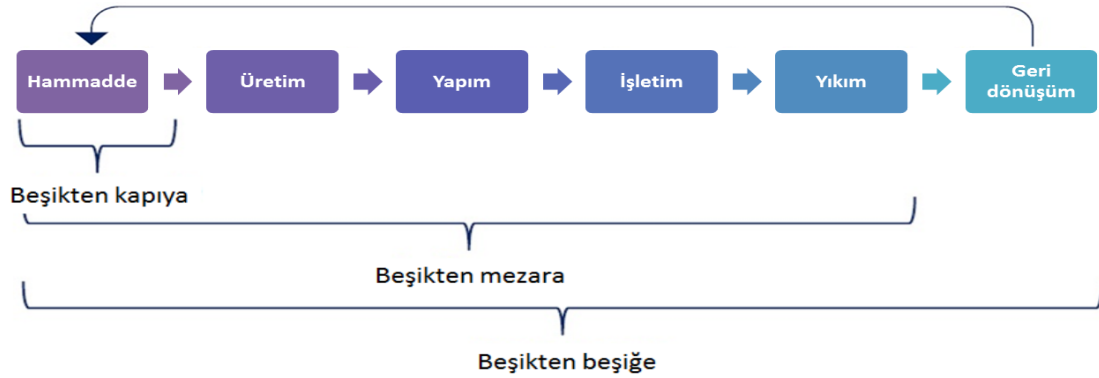 Hammadde
Üretim
Yapım
İşletim
Yıkım
Geri
dönüşüm
Beşikten kapıya
Beşikten mezara
Beşikten beşiğe